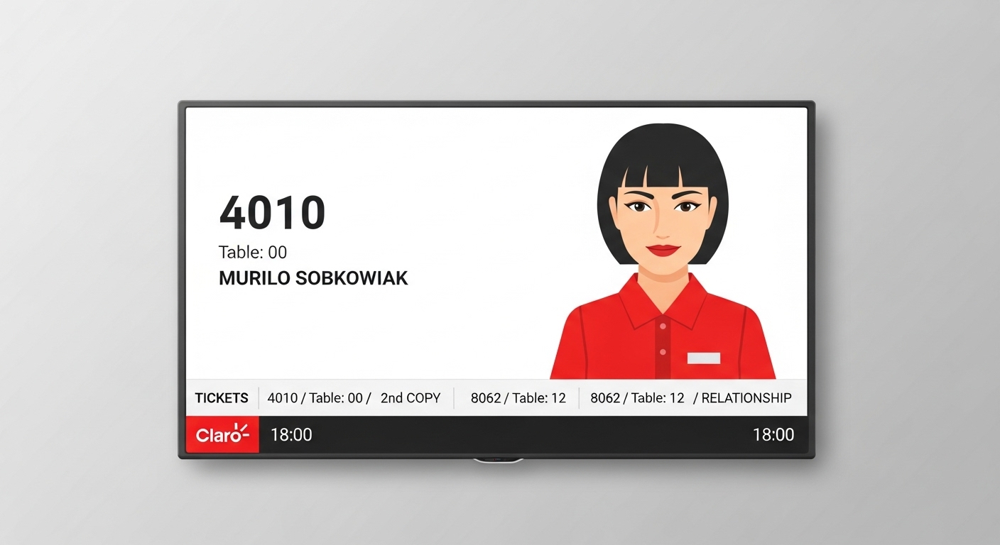 4010
Table: 00
MURILO SOBKOWIAK
TICKETS 4010 / Table: 00 / 2nd COPY 8062 / Table: 12 8062 / Table: 12 / RELATIONSHIP
Claro 18:00 18:00